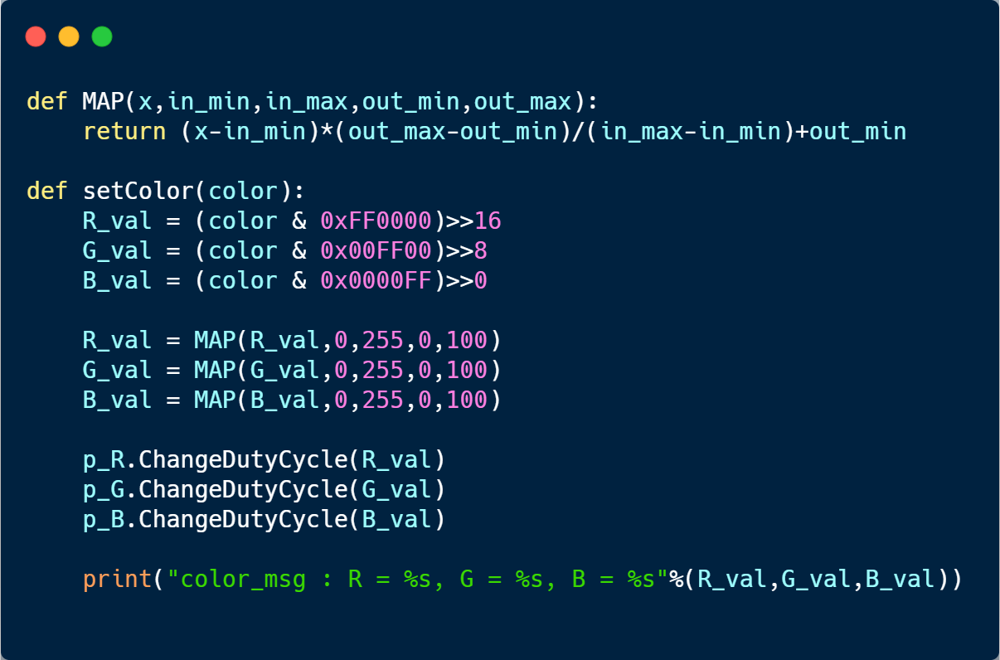 def MAP(x,in_min,in_max,out_min,out_max):
    return (x-in_min)*(out_max-out_min)/(in_max-in_min)+out_min

def setColor(color):
    R_val = (color & 0xFF0000)>>16
    G_val = (color & 0x00FF00)>>8
    B_val = (color & 0x0000FF)>>0

    R_val = MAP(R_val,0,255,0,100)
    G_val = MAP(G_val,0,255,0,100)
    B_val = MAP(B_val,0,255,0,100)

    p_R.ChangeDutyCycle(R_val)
    p_G.ChangeDutyCycle(G_val)
    p_B.ChangeDutyCycle(B_val)

    print("color_msg : R = %s, G = %s, B = %s"%(R_val,G_val,B_val))